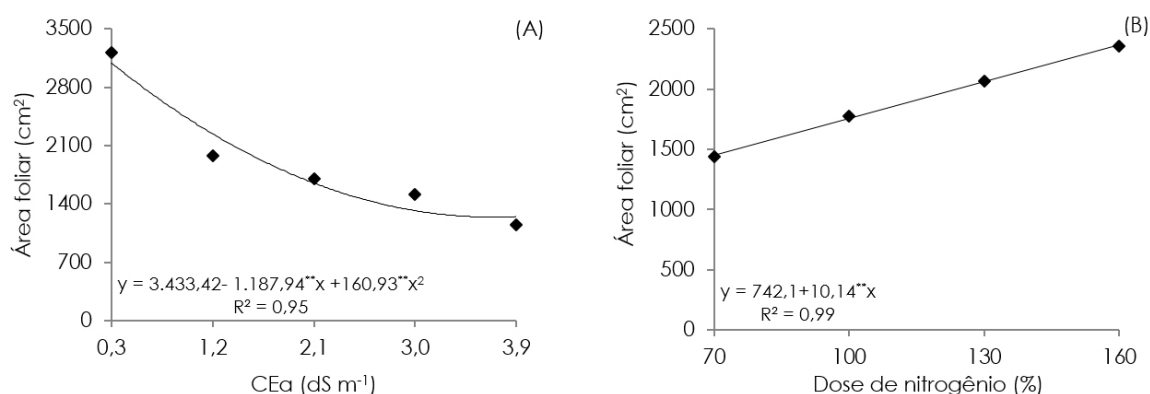 (A)
3500
2800
2100
1400
700
0
Área foliar (cm²)
y = 3.433,42- 1.187,94**x +160,93**x²
R² = 0,95
0,3 1,2 2,1 3,0 3,9
CEa (dS m⁻¹)
(B)
2500
2000
1500
1000
500
0
Área foliar (cm²)
y = 742,1+10,14**x
R² = 0,99
70 100 130 160
Dose de nitrogênio (%)